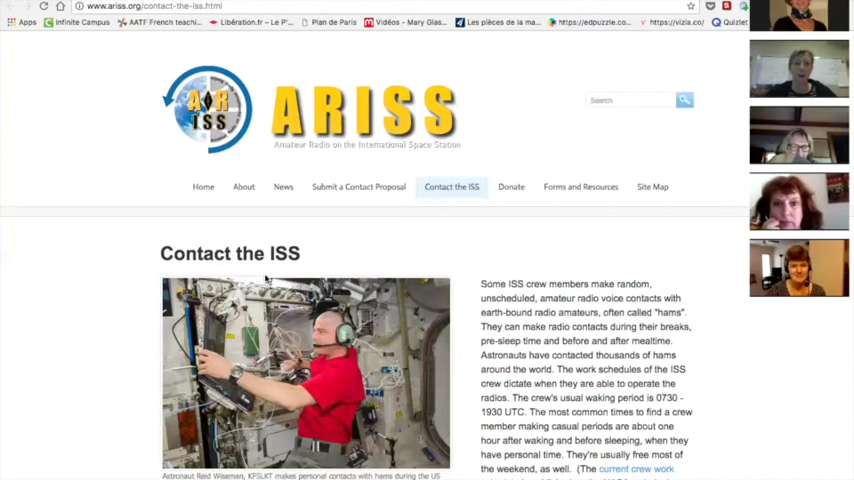 www.ariss.org/contact-the-iss.html
Apps
Infinite Campus
AATF French teachi...
Libération.fr – Le P'...
Plan de Paris
Vidéos - Mary Glas...
Les pièces de la ma...
https://edpuzzle.co...
https://vizia.co/
Quizlet
AR
ISS
ARISS
Amateur Radio on the International Space Station
Search
Home
About
News
Submit a Contact Proposal
Contact the ISS
Donate
Forms and Resources
Site Map
Contact the ISS
Some ISS crew members make random,
unscheduled, amateur radio voice contacts with
earth-bound radio amateurs, often called "hams".
They can make radio contacts during their breaks,
pre-sleep time and before and after mealtime.
Astronauts have contacted thousands of hams
around the world. The work schedules of the ISS
crew dictate when they are able to operate the
radios. The crew's usual waking period is 0730 -
1930 UTC. The most common times to find a crew
member making casual periods are about one
hour after waking and before sleeping, when they
have personal time. They're usually free most of
the weekend, as well. (The current crew work
Astronaut Reid Wiseman, KF5LKT makes personal contacts with hams during the US